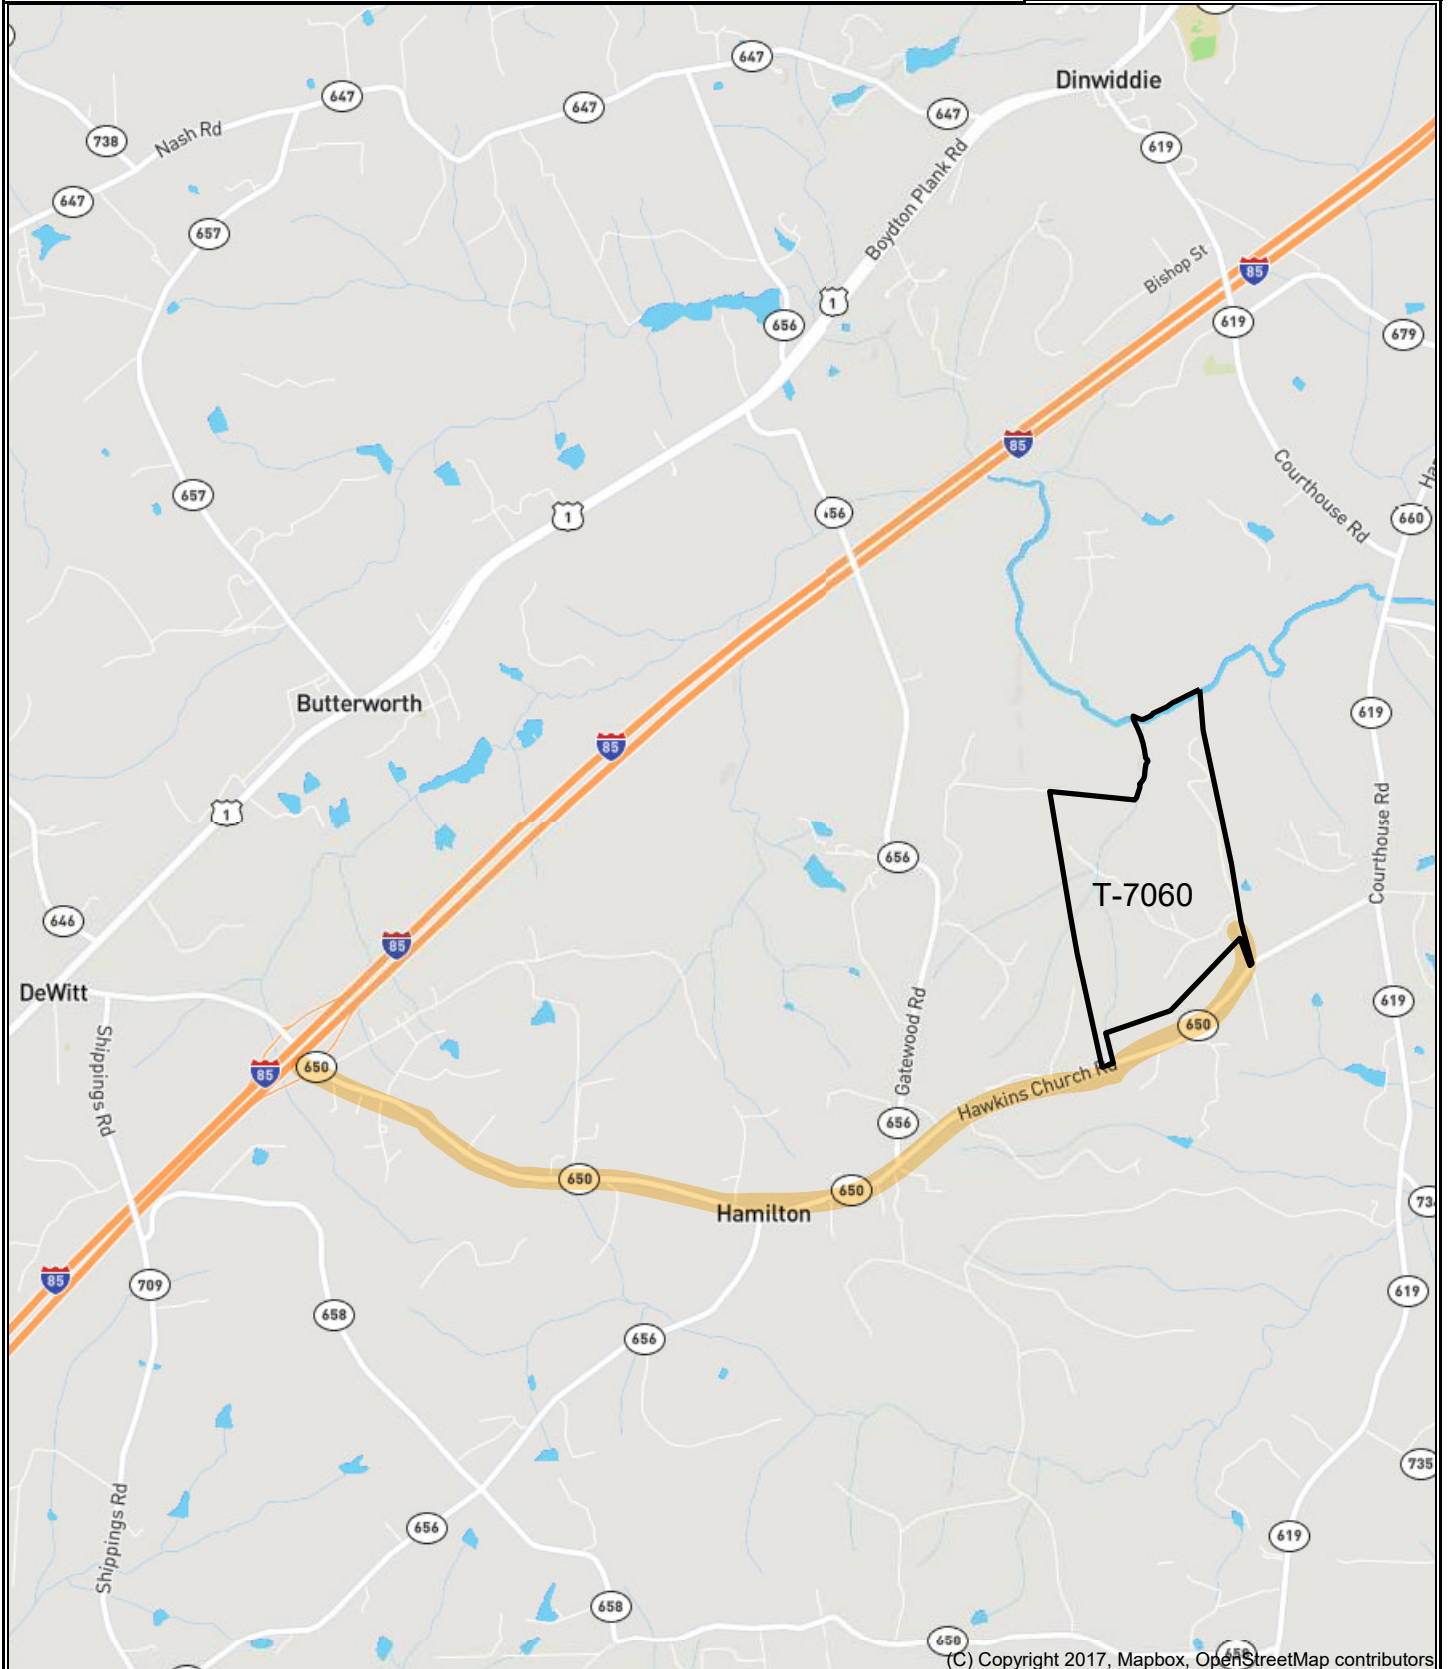 647
Dinwiddie
647
647
647
738
Nash Rd
619
647
657
Boydton Plank Rd
Bishop St
85
1
656
619
679
85
Courthouse Rd
657
1
660
619
Butterworth
85
1
656
Courthouse Rd
T-7060
646
85
DeWitt
619
Shippings Rd
Gatewood Rd
650
85
650
Hawkins Church Rd
656
650
650
Hamilton
85
709
619
658
656
735
Shippings Rd
656
619
658
650
(C) Copyright 2017, Mapbox, OpenStreetMap contributors